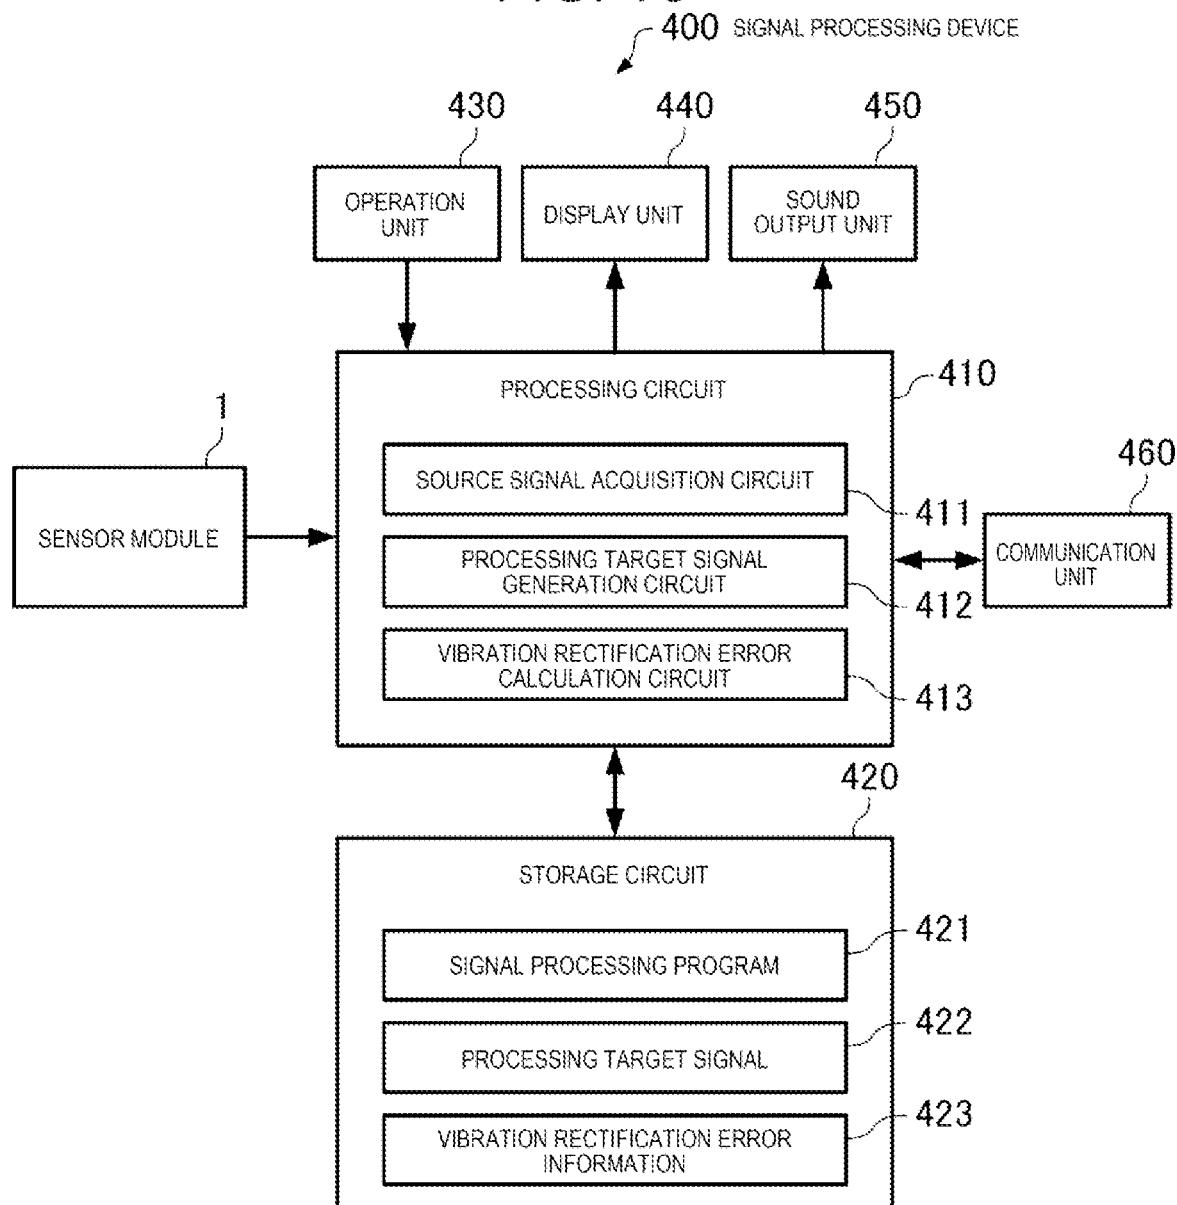 400 SIGNAL PROCESSING DEVICE
430
440
450
OPERATION
UNIT
DISPLAY UNIT
SOUND
OUTPUT UNIT
PROCESSING CIRCUIT
410
1
SENSOR MODULE
SOURCE SIGNAL ACQUISITION CIRCUIT
411
PROCESSING TARGET SIGNAL
GENERATION CIRCUIT
412
VIBRATION RECTIFICATION ERROR
CALCULATION CIRCUIT
413
460
COMMUNICATION
UNIT
420
STORAGE CIRCUIT
SIGNAL PROCESSING PROGRAM
421
PROCESSING TARGET SIGNAL
422
VIBRATION RECTIFICATION ERROR
INFORMATION
423